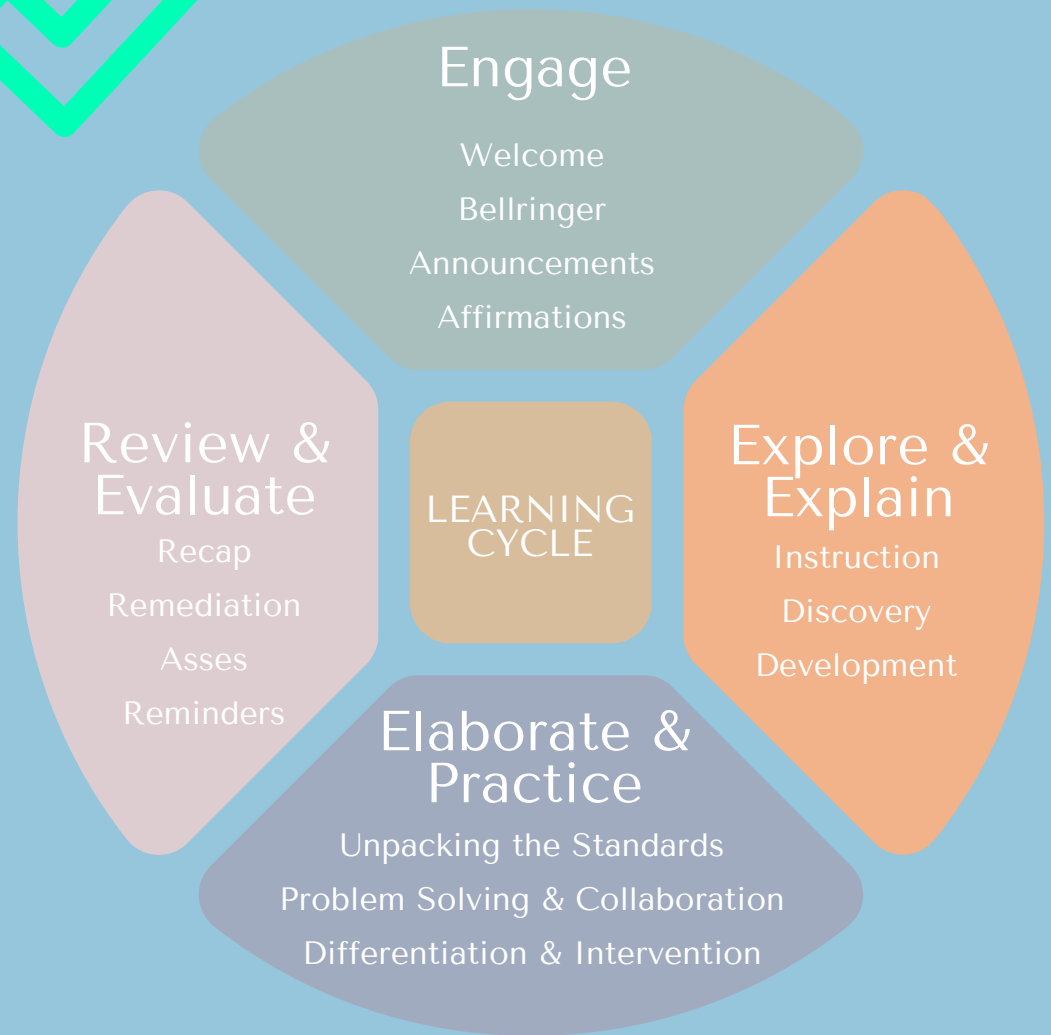 Engage
Welcome
Bellringer
Announcements
Affirmations
Review &
Evaluate
Recap
Remediation
Asses
Reminders
LEARNING
CYCLE
Explore &
Explain
Instruction
Discovery
Development
Elaborate &
Practice
Unpacking the Standards
Problem Solving & Collaboration
Differentiation & Intervention